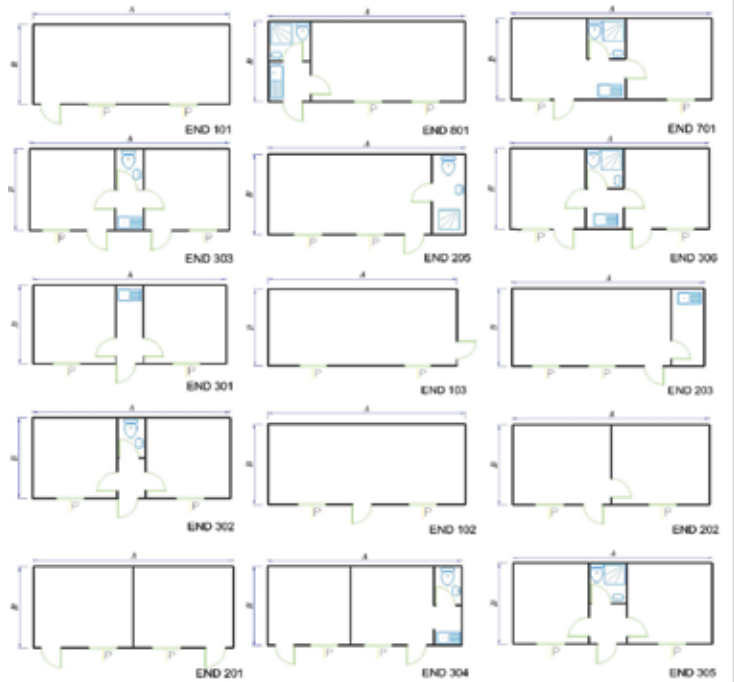 A A A
B B B
P P P P P P
END 101 END 801 END 701
A A A
B B B
P P P P P P
END 303 END 205 END 306
A A A
B B B
P P P P P P
END 301 END 103 END 203
A A A
B B B
P P P P P P
END 302 END 102 END 202
A A A
B B B
P P P P P P
END 201 END 304 END 305